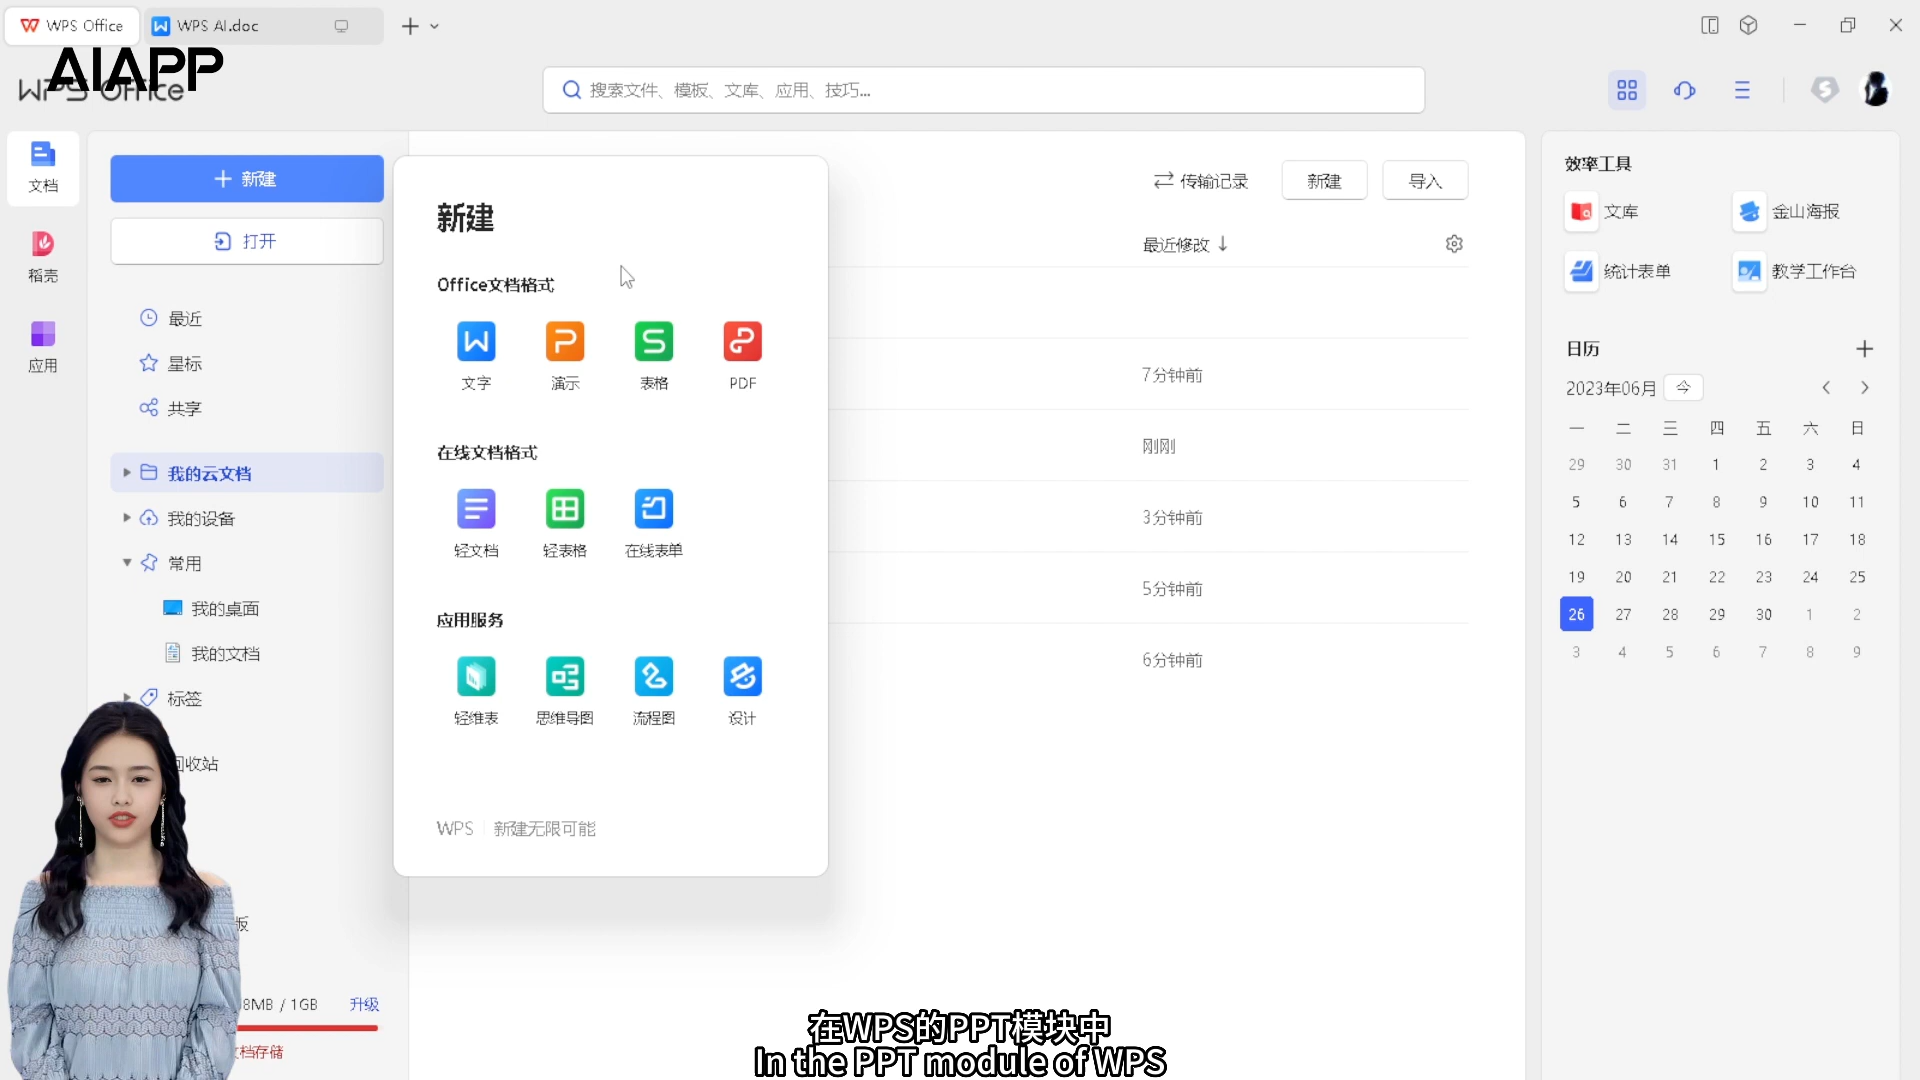 WPS Office
WPS AI.doc
AIAPP
WPS Office
搜索文件、模板、文库、应用、技巧...
文档
稻壳
应用
新建
打开
最近
星标
共享
我的云文档
我的设备
常用
我的桌面
我的文档
标签
回收站
版
8MB / 1GB
升级
文档存储
新建
Office文档格式
文字
演示
表格
PDF
在线文档格式
轻文档
轻表格
在线表单
应用服务
轻维表
思维导图
流程图
设计
WPS
新建无限可能
传输记录
新建
导入
最近修改
7分钟前
刚刚
3分钟前
5分钟前
6分钟前
效率工具
文库
金山海报
统计表单
教学工作台
日历
2023年06月
今
一 二 三 四 五 六 日
29 30 31 1 2 3 4
5 6 7 8 9 10 11
12 13 14 15 16 17 18
19 20 21 22 23 24 25
26 27 28 29 30 1 2
3 4 5 6 7 8 9
在WPS的PPT模块中
In the PPT module of WPS